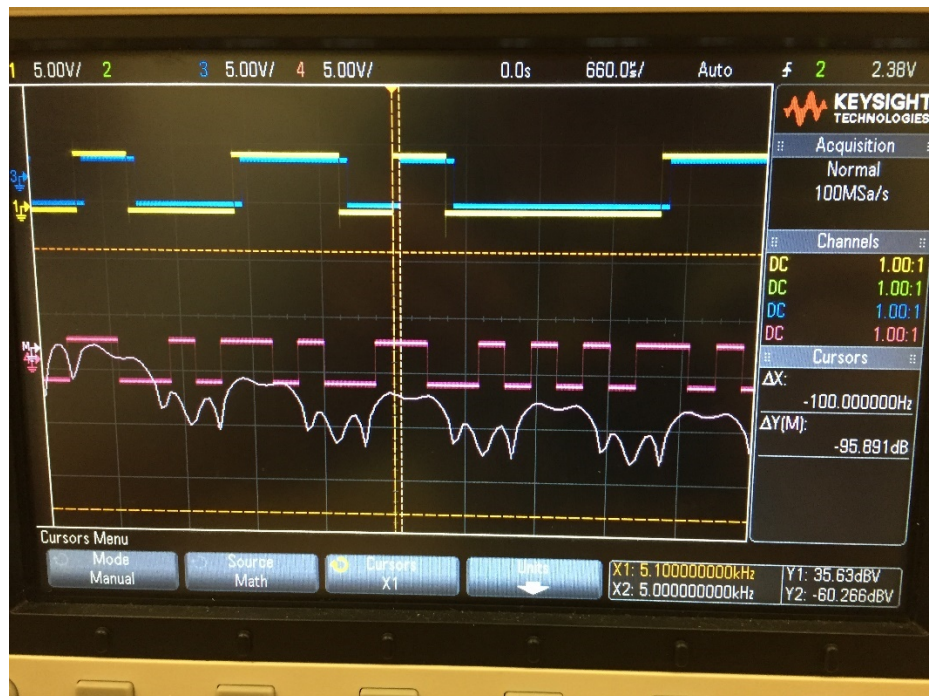 1 5.00V/ 2 3 5.00V/ 4 5.00V/ 0.0s 660.0s/ Auto 2 2.38V
KEYSIGHT
TECHNOLOGIES
Acquisition
Normal
100MSa/s
Channels
DC 1.00:1
DC 1.00:1
DC 1.00:1
DC 1.00:1
Cursors
ΔX:
-100.000000Hz
ΔY(M):
-95.891dB
3
1
M
Cursors Menu
Mode
Manual
Source
Math
Cursors
X1
Units
X1: 5.100000000kHz
X2: 5.000000000kHz
Y1: 35.63dBV
Y2: -60.266dBV